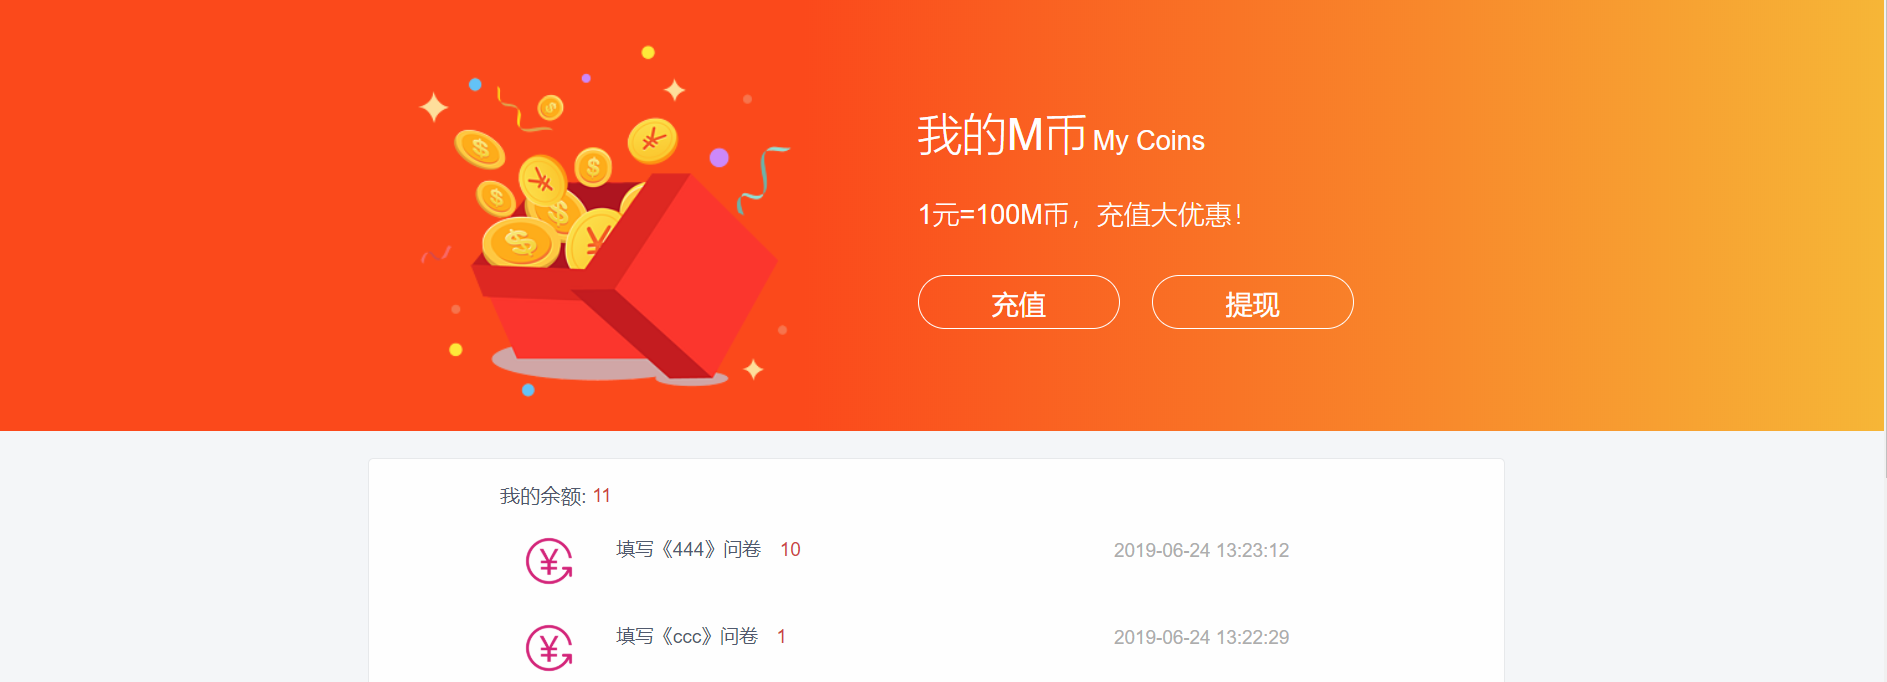 我的M币 My Coins
1元=100M币，充值大优惠！
充值 提现
我的余额: 11
填写《444》问卷 10 2019-06-24 13:23:12
填写《ccc》问卷 1 2019-06-24 13:22:29